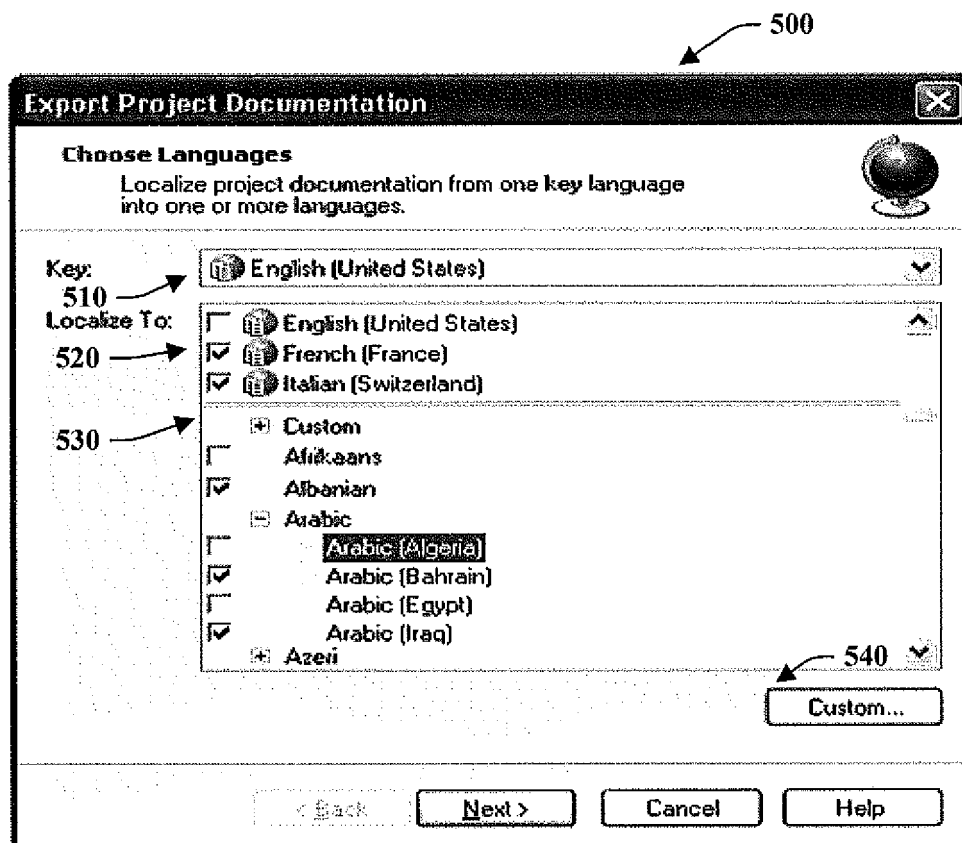 500
Export Project Documentation
Choose Languages
Localize project documentation from one key language
into one or more languages.
Key:
English (United States)
510
Localize To:
English (United States)
520
French (France)
Italian (Switzerland)
530
Custom
Afrikaans
Albanian
Arabic
Arabic (Algeria)
Arabic (Bahrain)
Arabic (Egypt)
Arabic (Iraq)
Azeri
540
Custom...
< Back
Next >
Cancel
Help